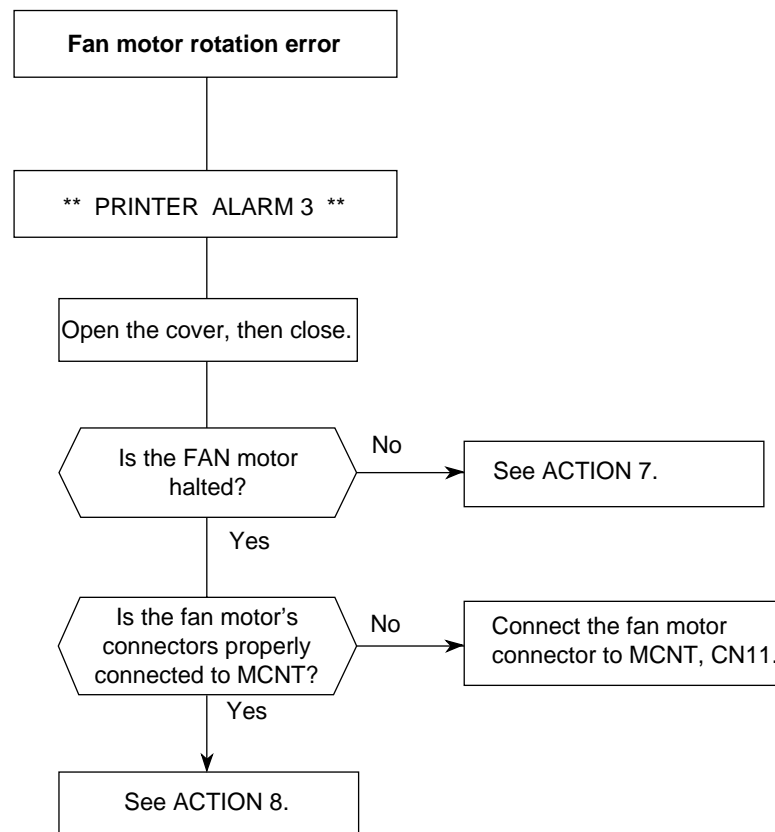 Fan motor rotation error
** PRINTER ALARM 3 **
Open the cover, then close.
Is the FAN motor
halted?
No
See ACTION 7.
Yes
Is the fan motor’s
connectors properly
connected to MCNT?
No
Connect the fan motor
connector to MCNT, CN11.
Yes
See ACTION 8.